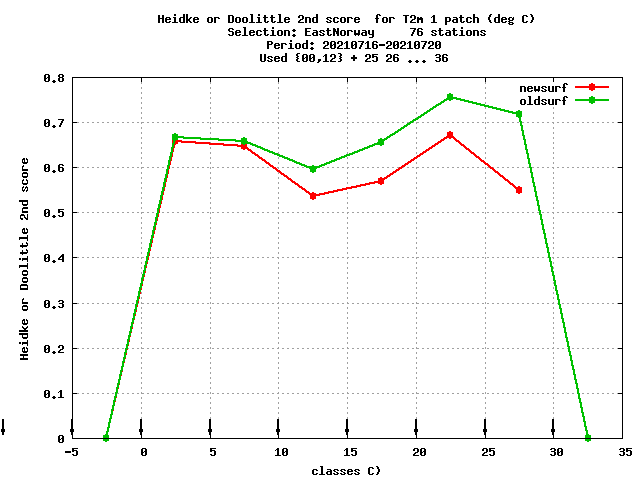 Heidke or Doolittle 2nd score for T2m 1 patch (deg C)
Selection: EastNorway 76 stations
Period: 20210716-20210720
Used {00,12} + 25 26 ... 36
newsurf
oldsurf
Heidke or Doolittle 2nd score
0.8
0.7
0.6
0.5
0.4
0.3
0.2
0.1
0
-5 0 5 10 15 20 25 30 35
classes C)